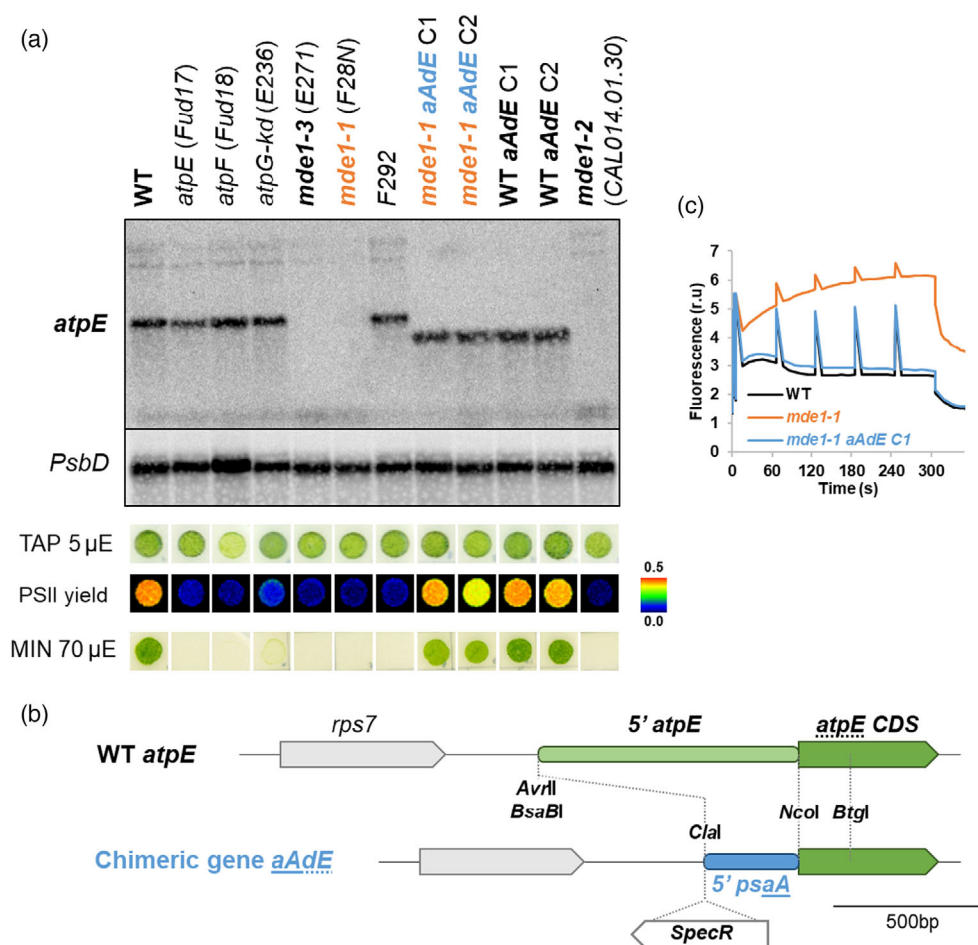 (a)
WT
atpE (Fud17)
atpF (Fud18)
atpG-kd (E236)
mde1-3 (E271)
mde1-1 (F28N)
F292
mde1-1 aAdE C1
mde1-1 aAdE C2
WT aAdE C1
WT aAdE C2
mde1-2 (CAL014.01.30)
atpE
PsbD
TAP 5 µE
PSII yield
0.5
0.0
MIN 70 µE
(c)
Fluorescence (r.u)
7
6
5
4
3
2
1
WT
mde1-1
mde1-1 aAdE C1
0 60 120 180 240 300
Time (s)
(b)
rps7 5' atpE atpE CDS
WT atpE
AvrII
BsaBI
ClaI NcoI BtgI
Chimeric gene aAdE
5' psaA
SpecR
500bp